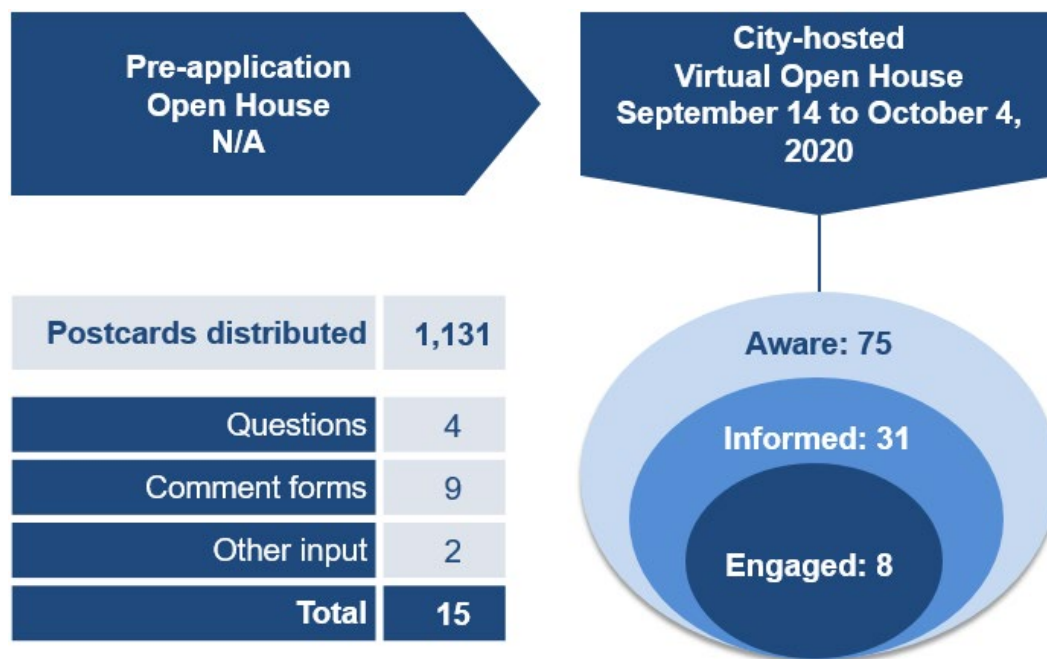 Pre-application
Open House
N/A
City-hosted
Virtual Open House
September 14 to October 4,
2020
Postcards distributed 1,131
Questions 4
Comment forms 9
Other input 2
Total 15
Aware: 75
Informed: 31
Engaged: 8